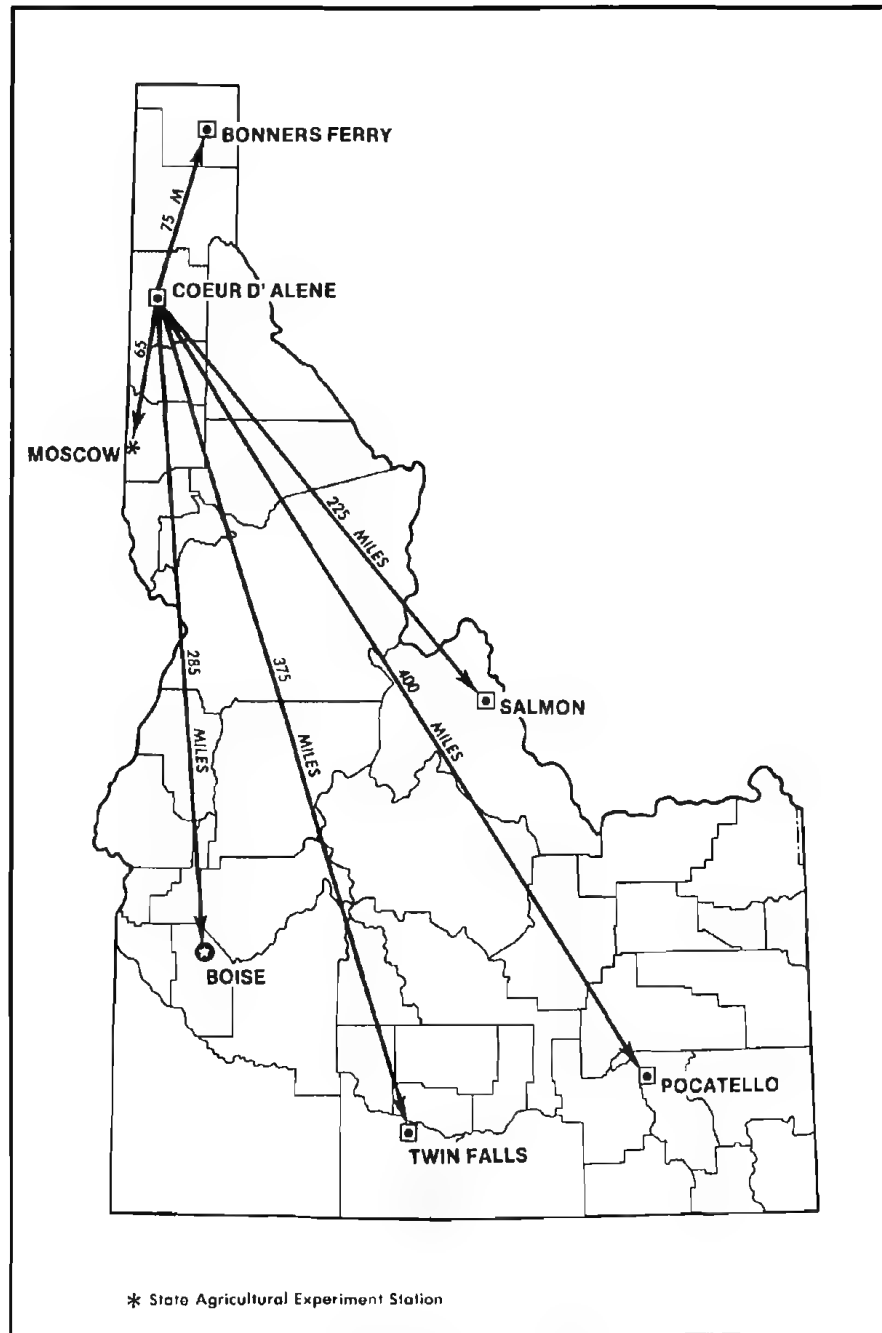 BONNERS FERRY
75 M
COEUR D' ALENE
65
MOSCOW
225 MILES
285 MILES
375 MILES
400 MILES
SALMON
BOISE
POCATELLO
TWIN FALLS
* State Agricultural Experiment Station